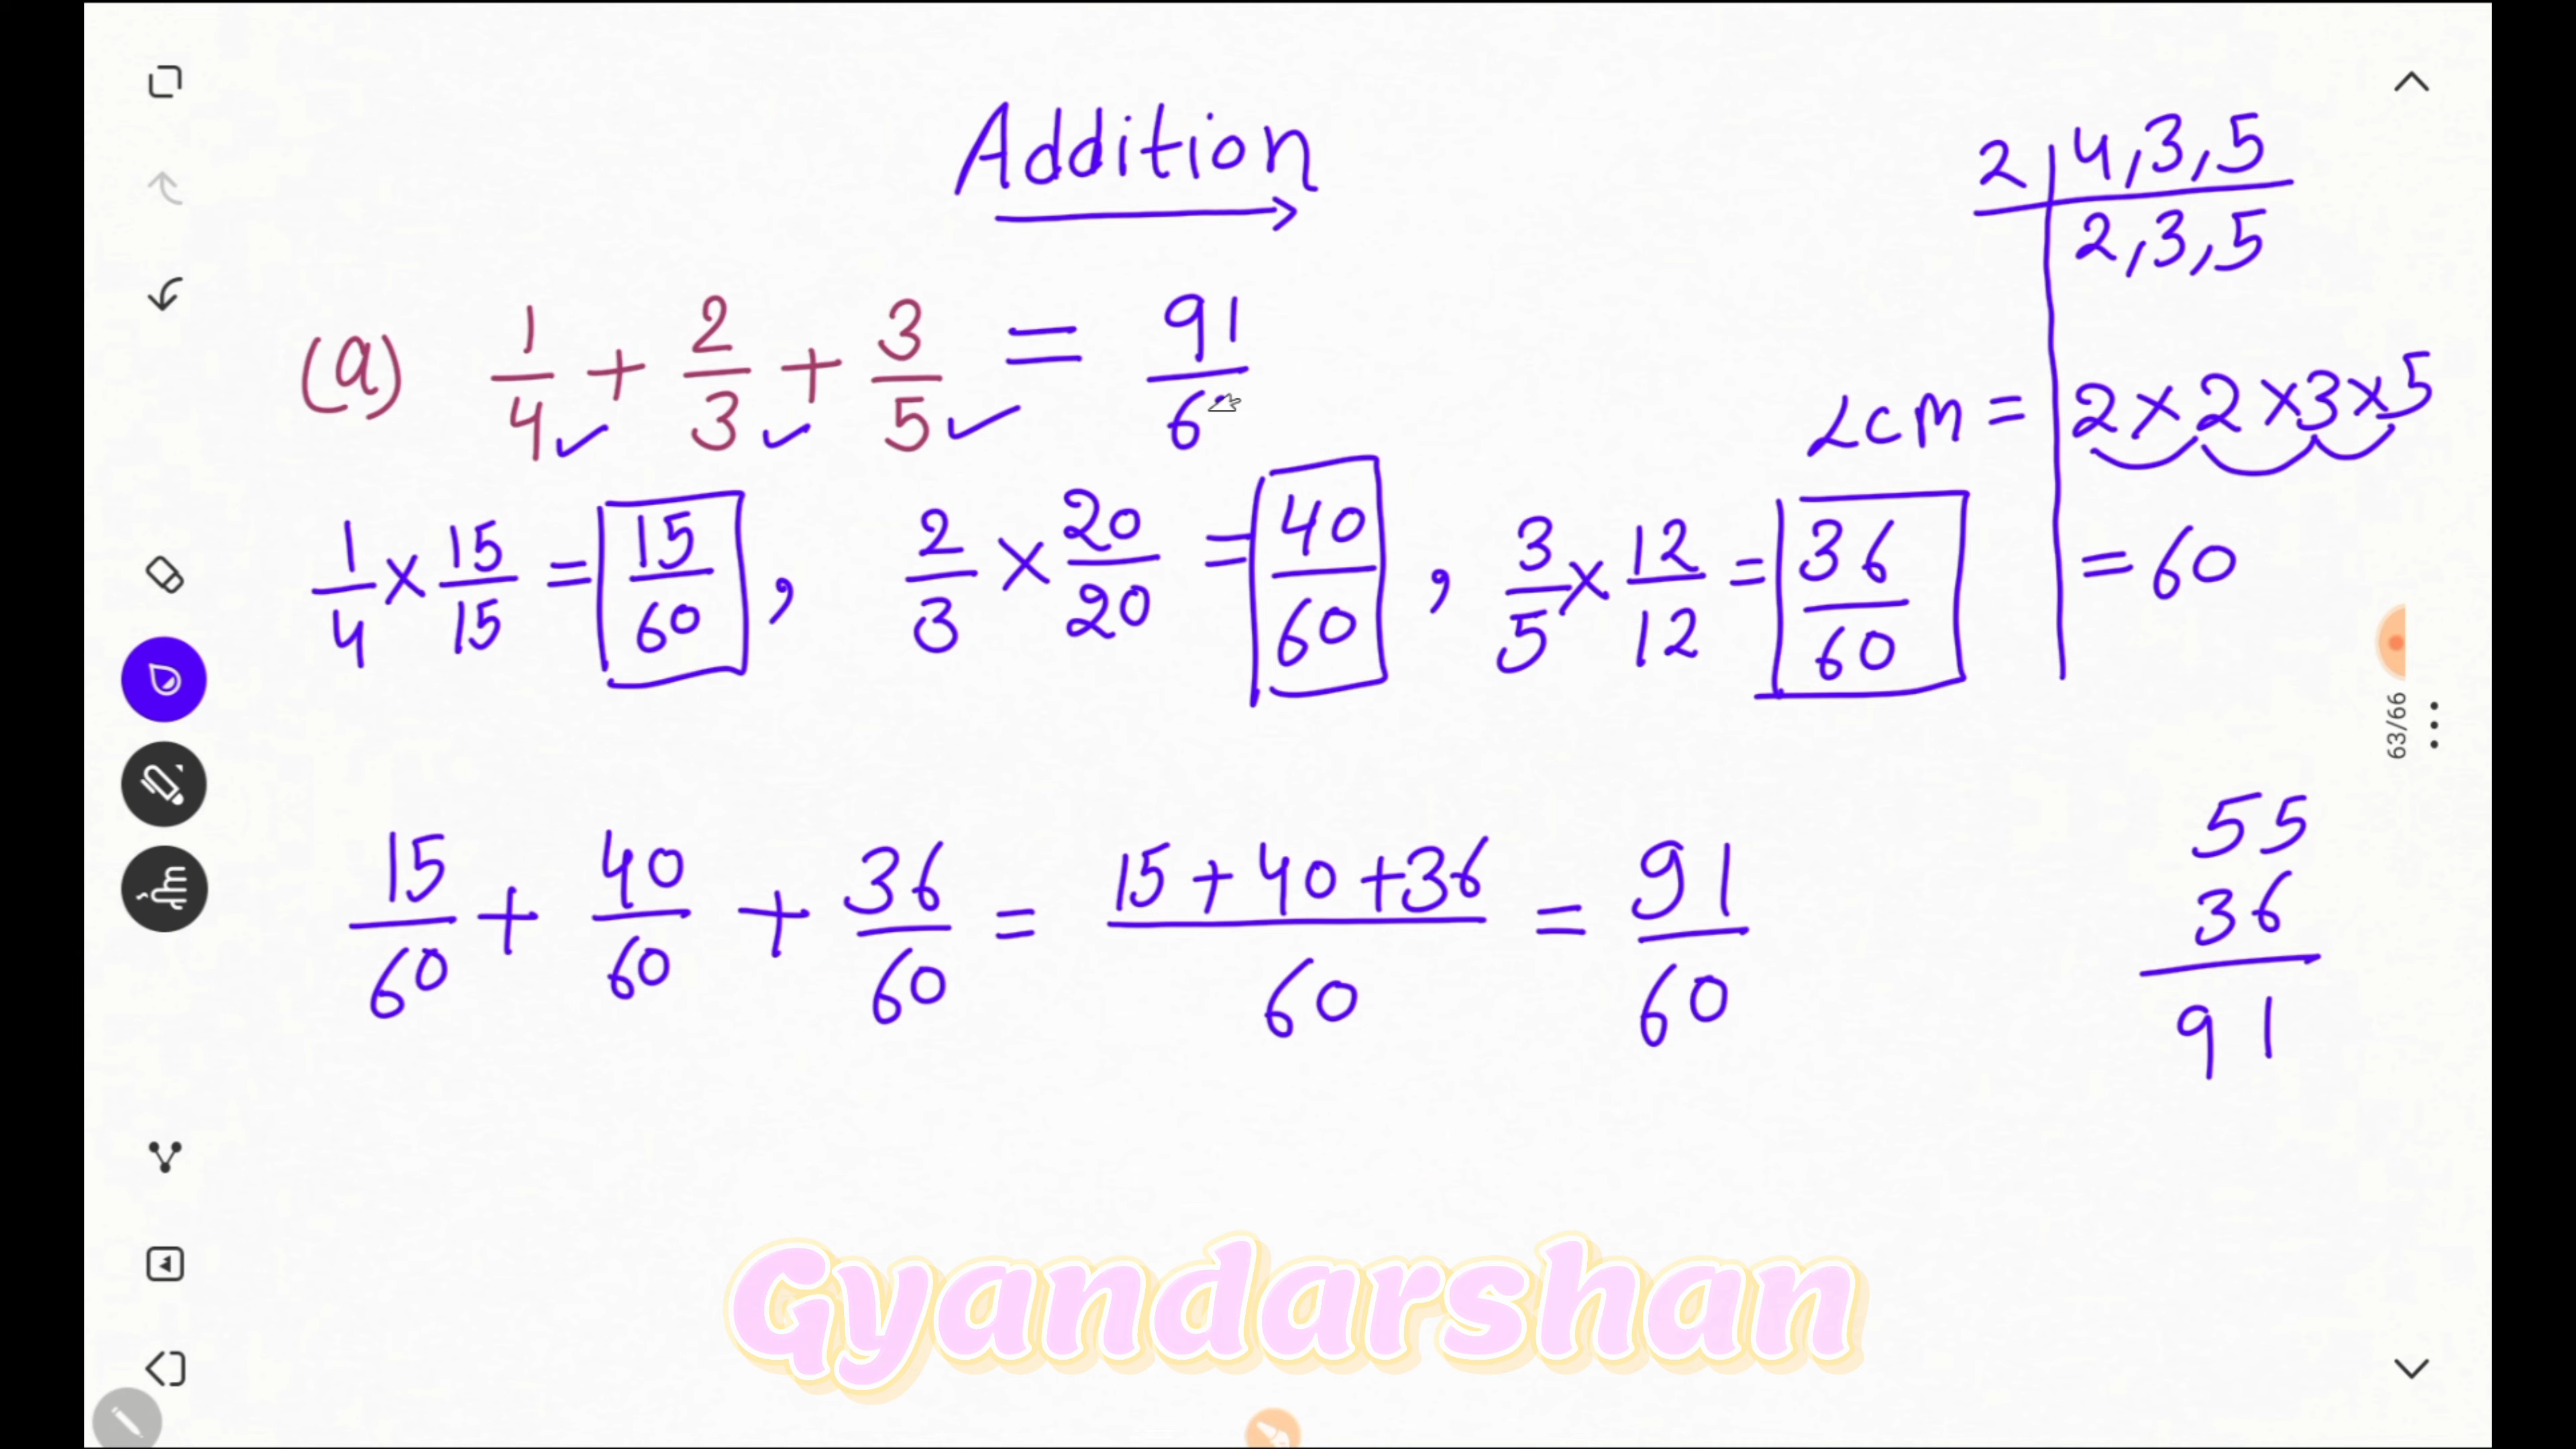 Addition
2 | 4,3,5
2,3,5
(a) 1/4 + 2/3 + 3/5 = 91/6
Lcm = 2×2×3×5
1/4 × 15/15 = 15/60 , 2/3 × 20/20 = 40/60 , 3/5 × 12/12 = 36/60
= 60
63/66
15/60 + 40/60 + 36/60 = 15+40+36/60 = 91/60
55
36
91
Gyandarshan